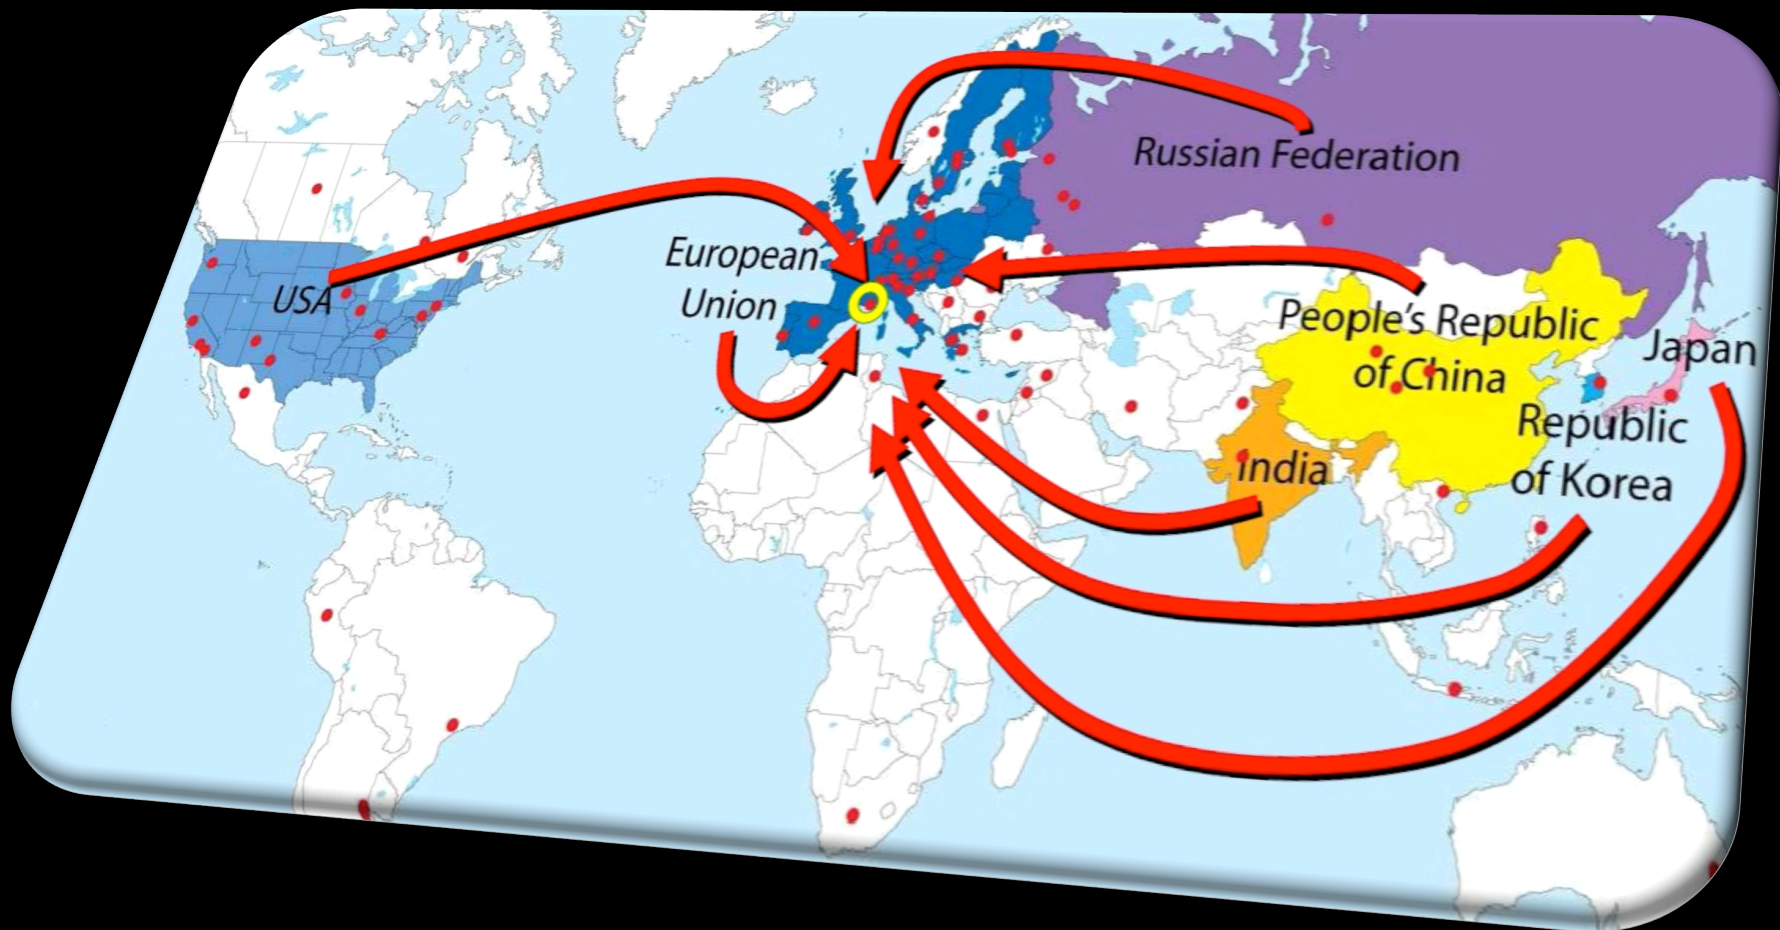 Russian Federation
European
Union
USA
People's Republic
of China
Japan
Republic
of Korea
india